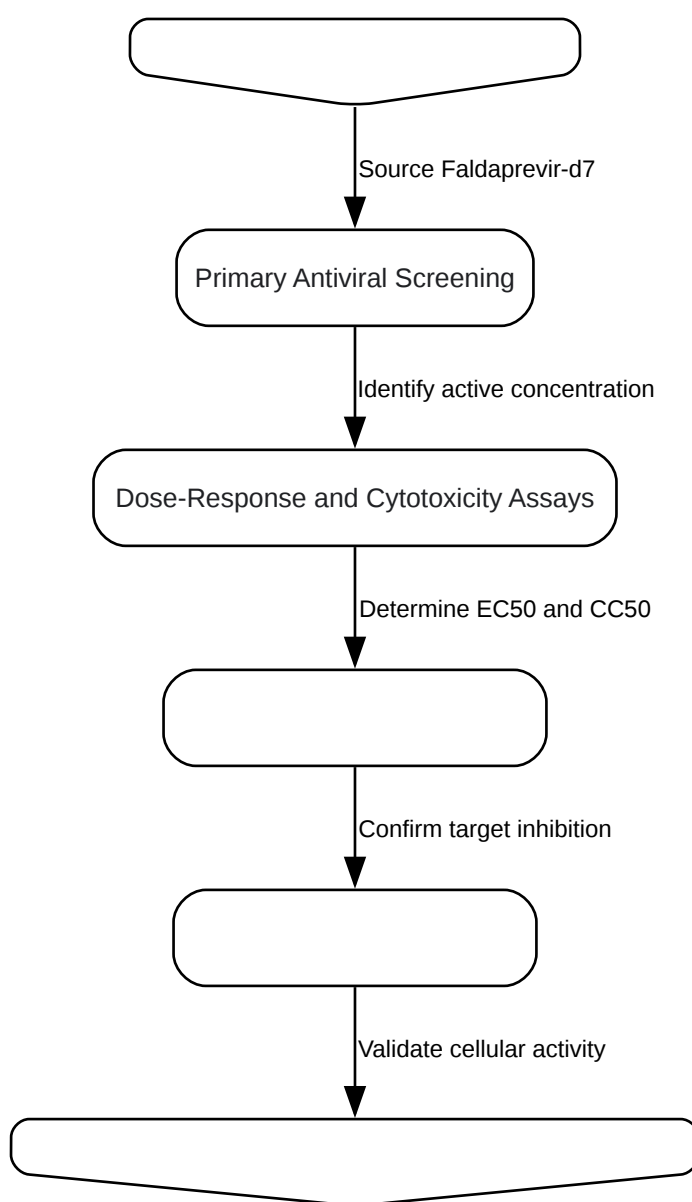 Source Faldaprevir-d7
Primary Antiviral Screening
Identify active concentration
Dose-Response and Cytotoxicity Assays
Determine EC50 and CC50
Confirm target inhibition
Validate cellular activity